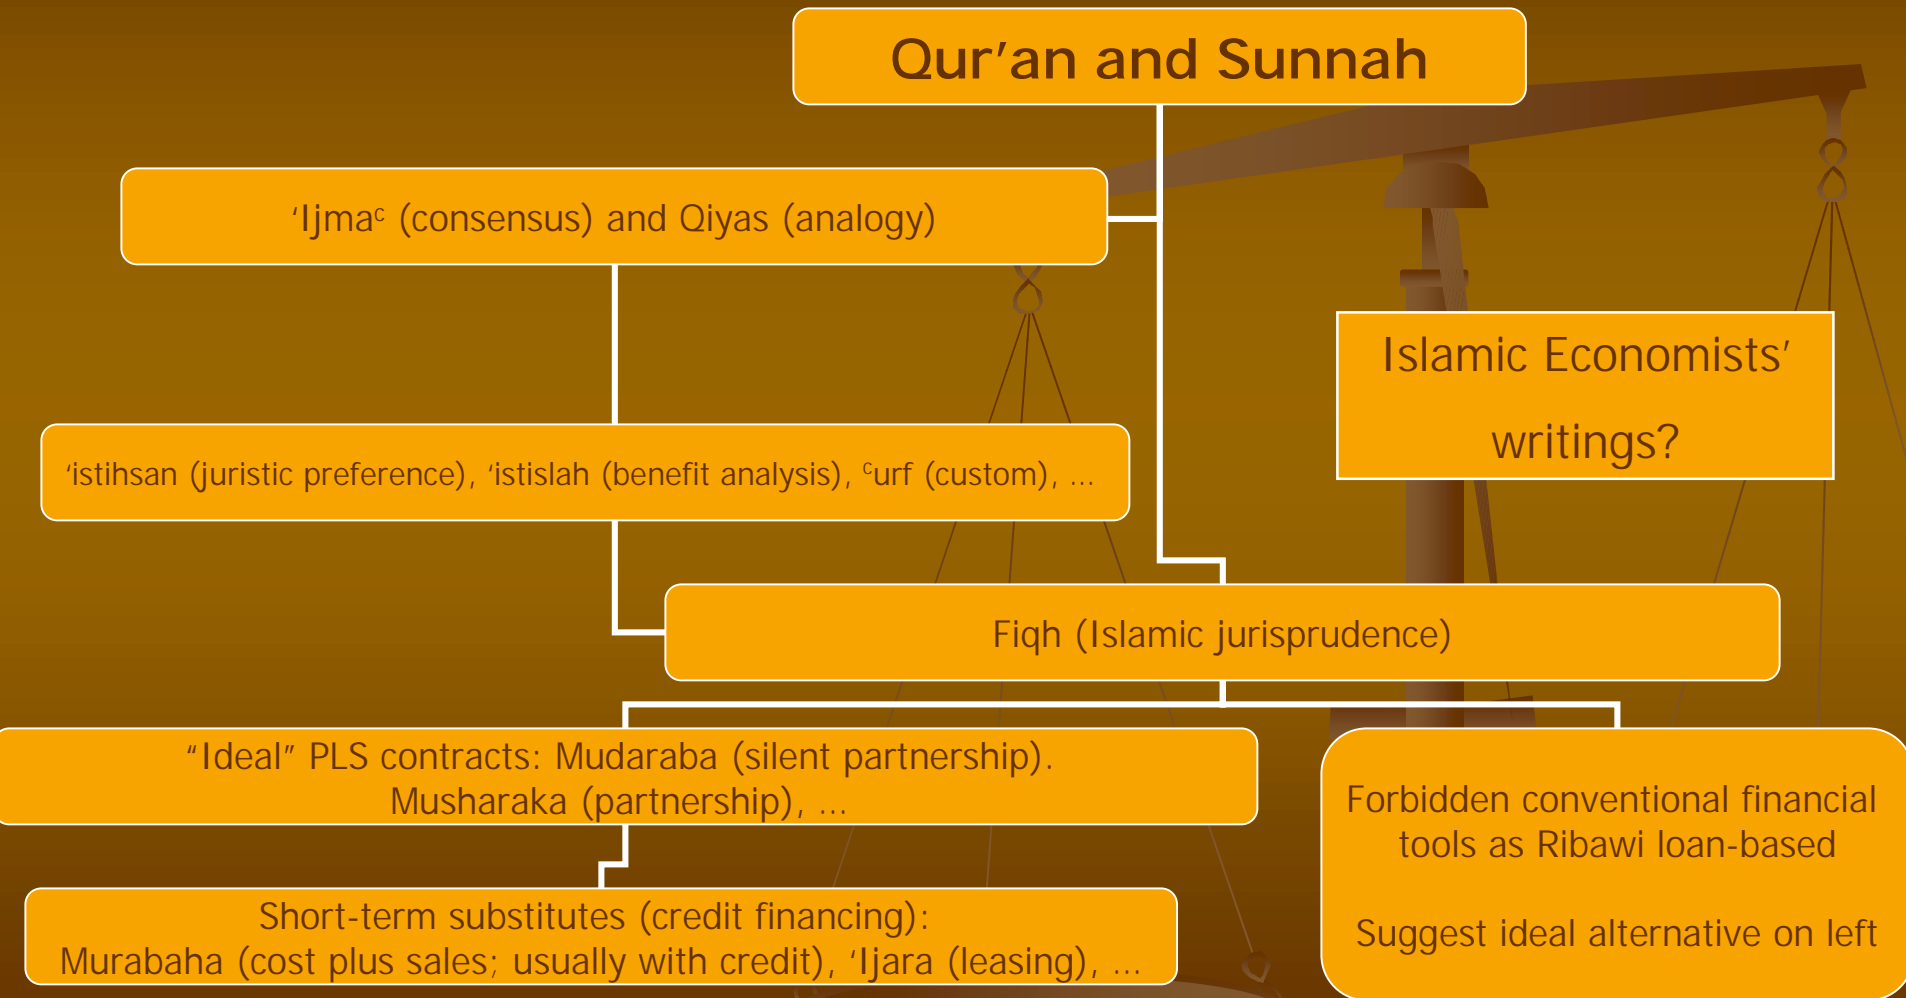 Qur'an and Sunnah
‘Ijmaᶜ (consensus) and Qiyas (analogy)
Islamic Economists’
writings?
‘istihsan (juristic preference), ‘istislah (benefit analysis), ᶜurf (custom), ...
Fiqh (Islamic jurisprudence)
“Ideal” PLS contracts: Mudaraba (silent partnership).
Musharaka (partnership), ...
Forbidden conventional financial
tools as Ribawi loan-based
Suggest ideal alternative on left
Short-term substitutes (credit financing):
Murabaha (cost plus sales; usually with credit), ‘Ijara (leasing), ...